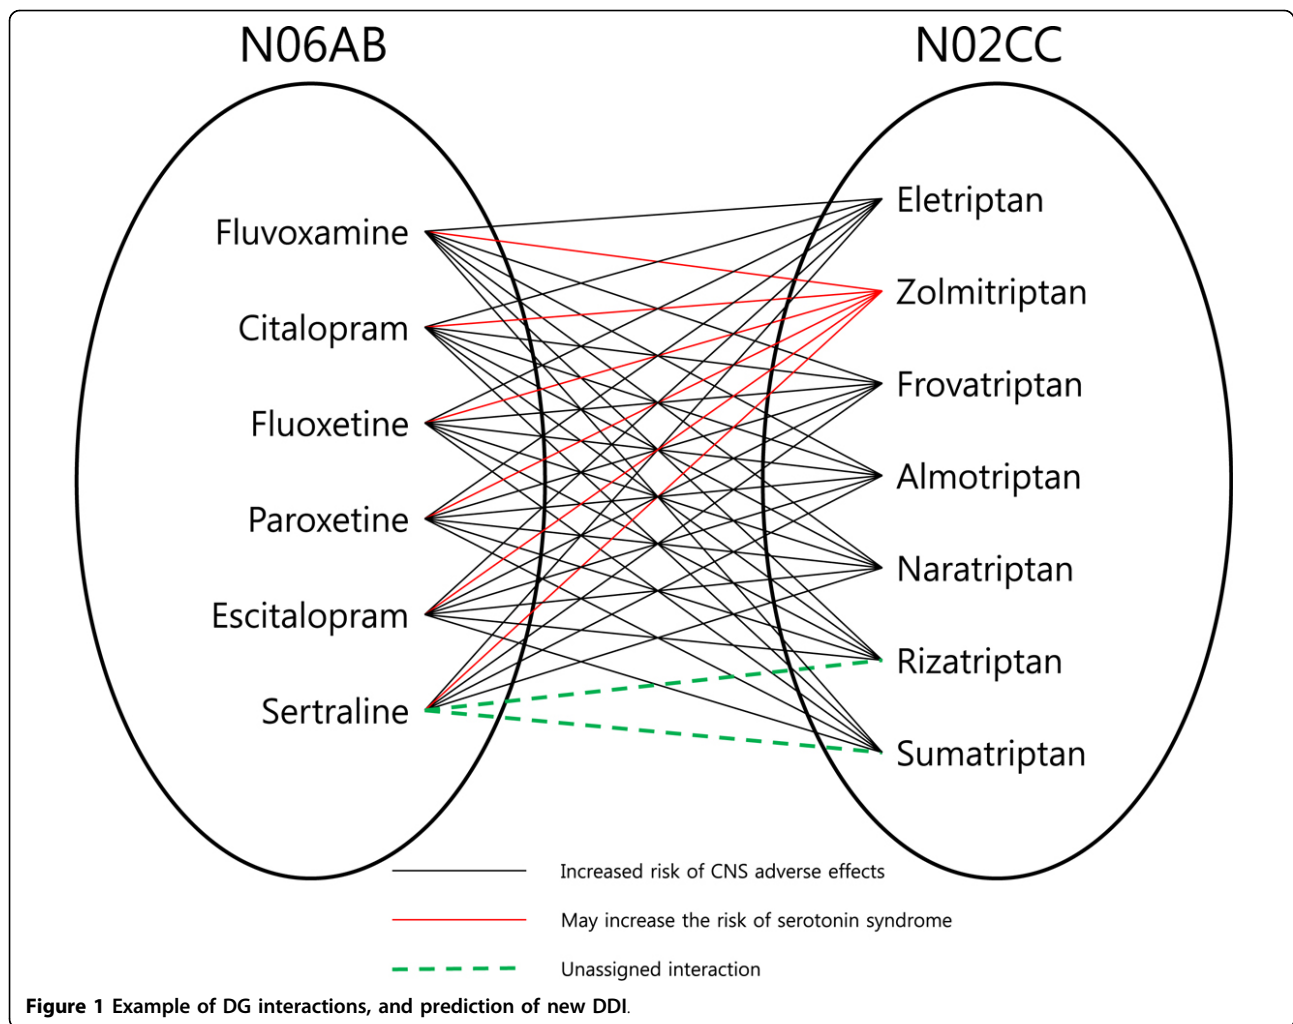 N06AB
N02CC
Fluvoxamine
Citalopram
Fluoxetine
Paroxetine
Escitalopram
Sertraline
Eletriptan
Zolmitriptan
Frovatriptan
Almotriptan
Naratriptan
Rizatriptan
Sumatriptan
Increased risk of CNS adverse effects
May increase the risk of serotonin syndrome
Unassigned interaction
Figure 1 Example of DG interactions, and prediction of new DDI.